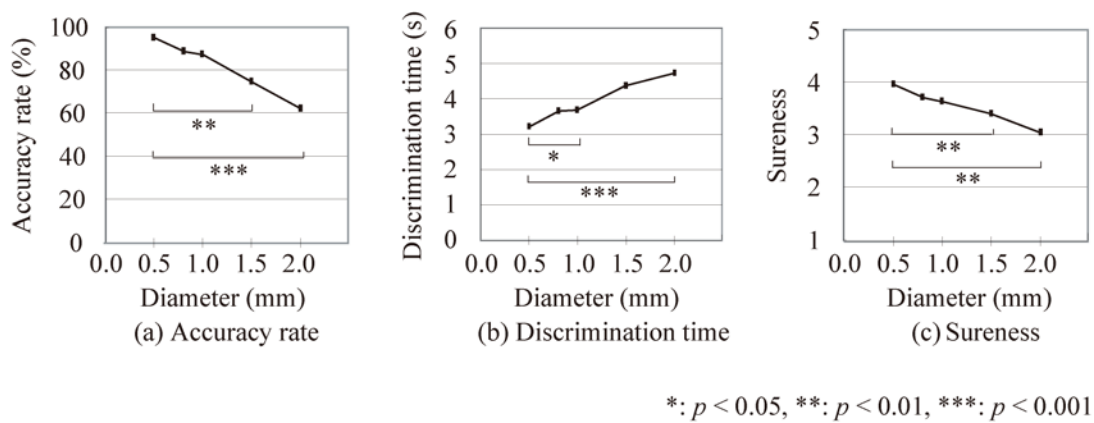 Accuracy rate (%)
100
80
60
40
20
0
**
***
0.0 0.5 1.0 1.5 2.0
Diameter (mm)
(a) Accuracy rate
Discrimination time (s)
6
5
4
3
2
1
0
*
***
0.0 0.5 1.0 1.5 2.0
Diameter (mm)
(b) Discrimination time
Sureness
5
4
3
2
1
**
**
0.0 0.5 1.0 1.5 2.0
Diameter (mm)
(c) Sureness
*: p < 0.05, **: p < 0.01, ***: p < 0.001